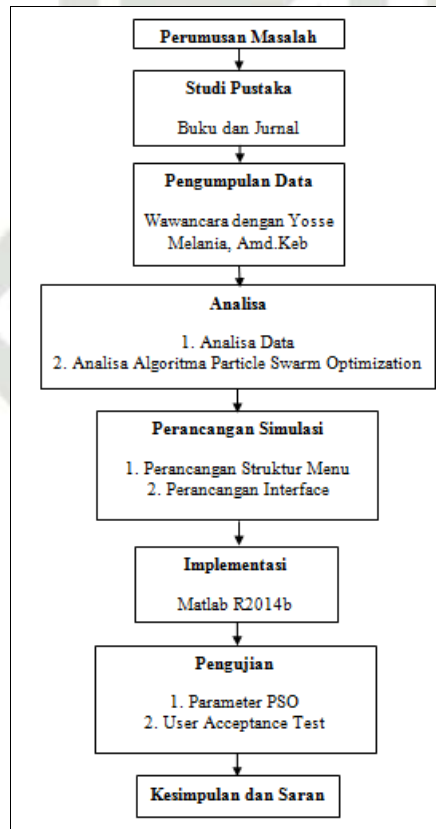 Perumusan Masalah
Studi Pustaka
Buku dan Jurnal
Pengumpulan Data
Wawancara dengan Yosse
Melania, Amd.Keb
Analisa
1. Analisa Data
2. Analisa Algoritma Particle Swarm Optimization
Perancangan Simulasi
1. Perancangan Struktur Menu
2. Perancangan Interface
Implementasi
Matlab R2014b
Pengujian
1. Parameter PSO
2. User Acceptance Test
Kesimpulan dan Saran